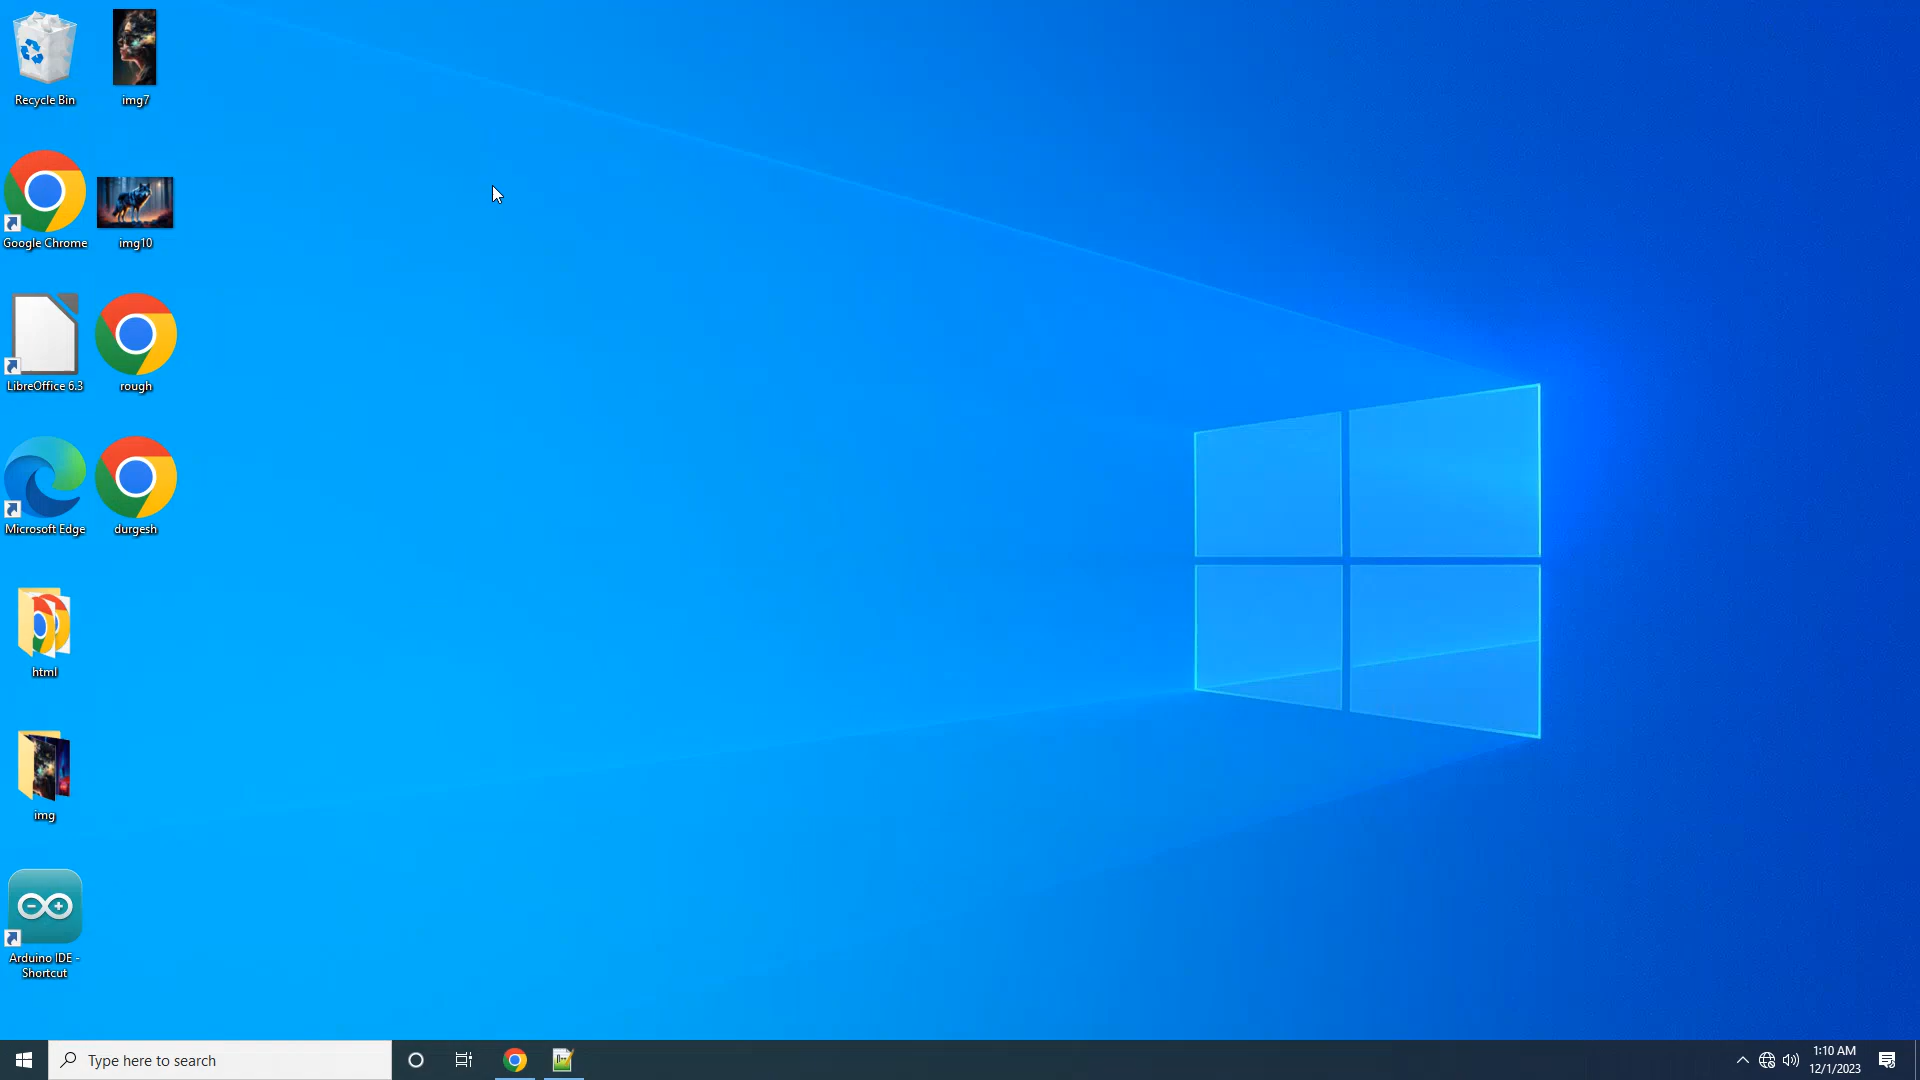 Recycle Bin
img7
Google Chrome
img10
LibreOffice 6.3
rough
Microsoft Edge
durgesh
html
img
Arduino IDE -
Shortcut
Type here to search
1:10 AM
12/1/2023